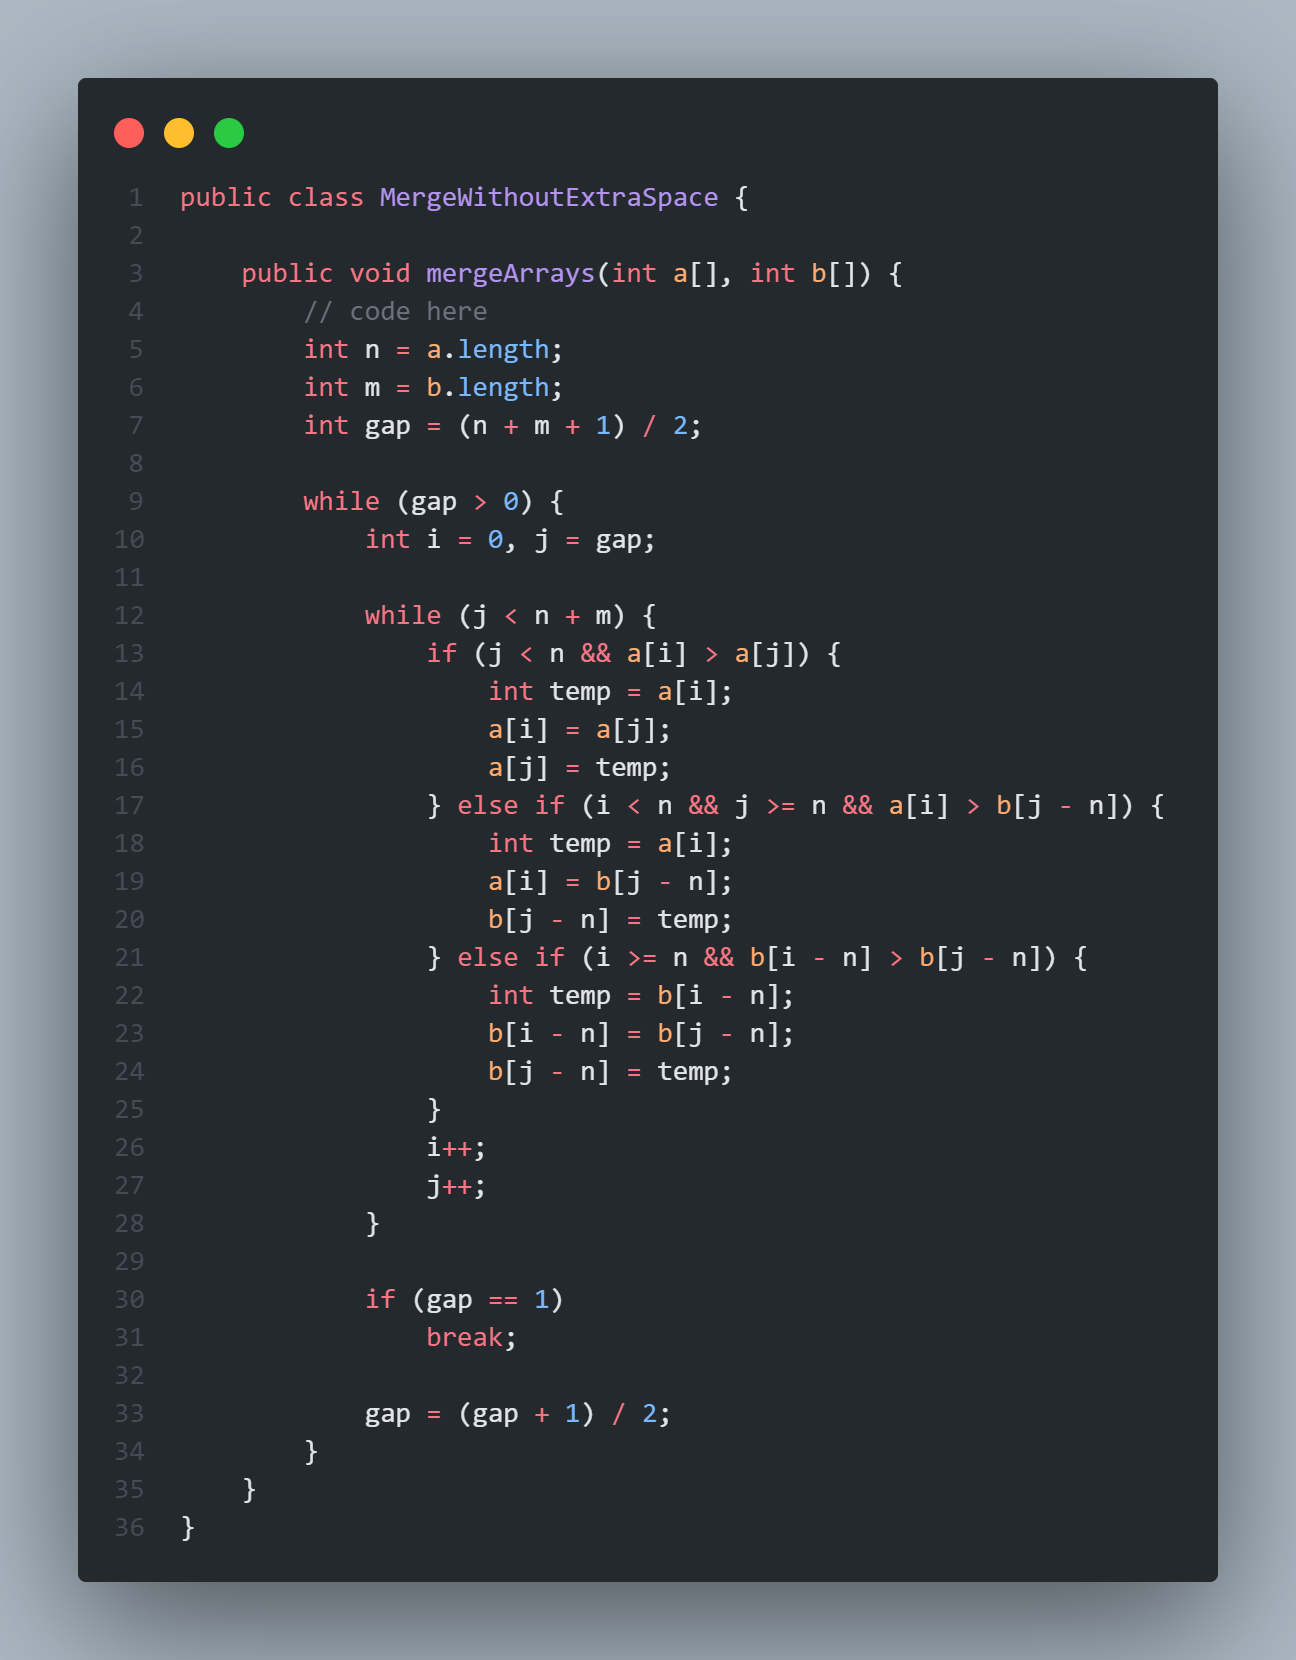 1 public class MergeWithoutExtraSpace {
2
3     public void mergeArrays(int a[], int b[]) {
4         // code here
5         int n = a.length;
6         int m = b.length;
7         int gap = (n + m + 1) / 2;
8
9         while (gap > 0) {
10             int i = 0, j = gap;
11
12             while (j < n + m) {
13                 if (j < n && a[i] > a[j]) {
14                     int temp = a[i];
15                     a[i] = a[j];
16                     a[j] = temp;
17                 } else if (i < n && j >= n && a[i] > b[j - n]) {
18                     int temp = a[i];
19                     a[i] = b[j - n];
20                     b[j - n] = temp;
21                 } else if (i >= n && b[i - n] > b[j - n]) {
22                     int temp = b[i - n];
23                     b[i - n] = b[j - n];
24                     b[j - n] = temp;
25                 }
26                 i++;
27                 j++;
28             }
29
30             if (gap == 1)
31                 break;
32
33             gap = (gap + 1) / 2;
34         }
35     }
36 }